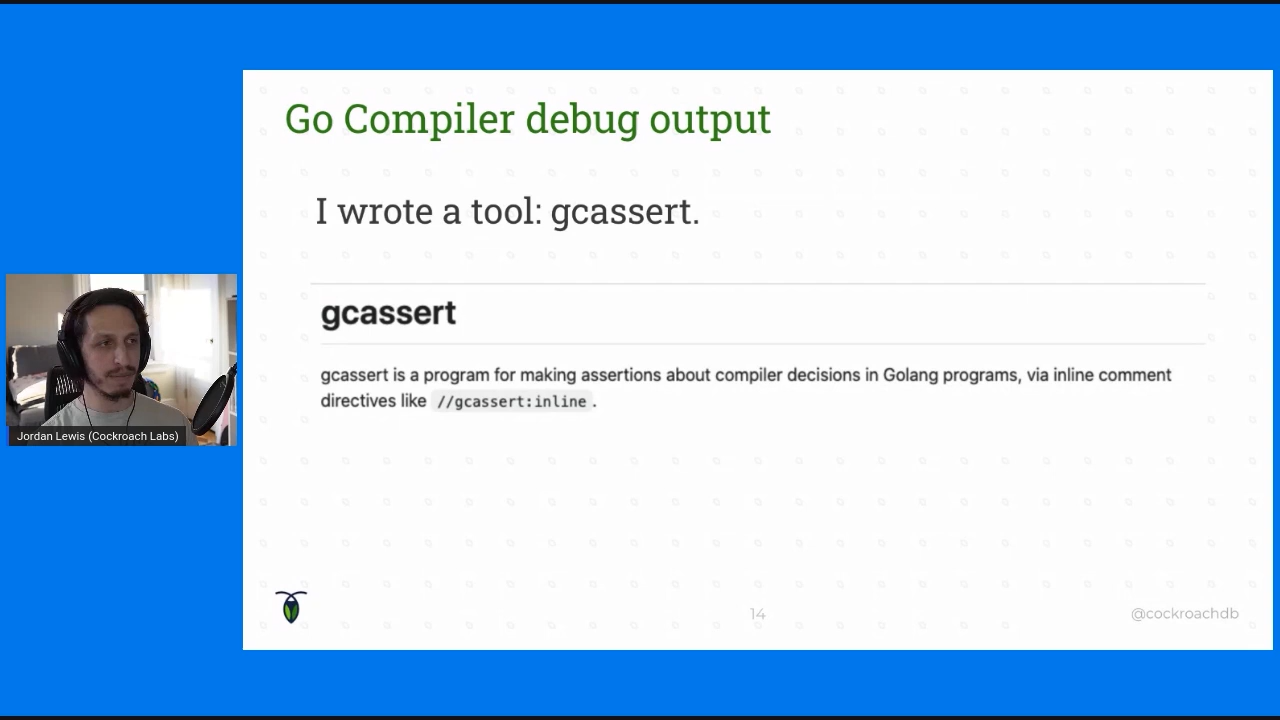 Go Compiler debug output
I wrote a tool: gcassert.
gcassert
gcassert is a program for making assertions about compiler decisions in Golang programs, via inline comment
directives like //gcassert:inline .
Jordan Lewis (Cockroach Labs)
14
@cockroachdb